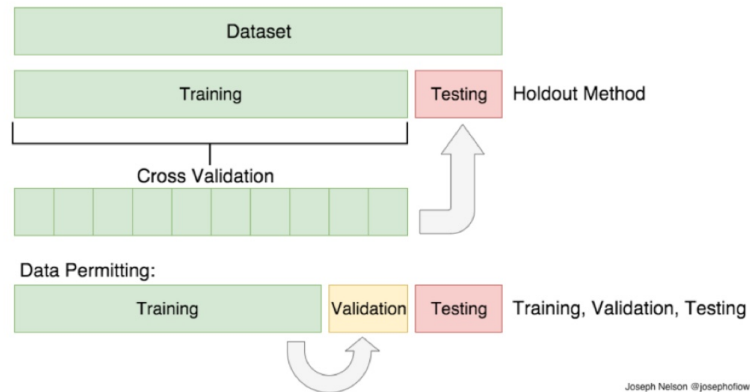 Dataset
Training Testing Holdout Method
Cross Validation
Data Permitting:
Training Validation Testing Training, Validation, Testing
Joseph Nelson @josephofiow